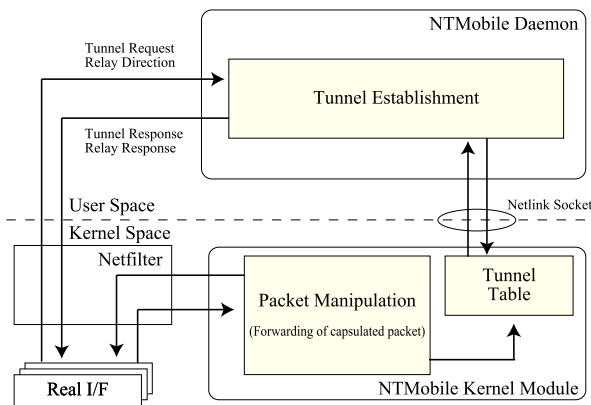 NTMobile Daemon
Tunnel Request
Relay Direction
Tunnel Establishment
Tunnel Response
Relay Response
User Space
Netlink Socket
Kernel Space
Netfilter
Packet Manipulation
(Forwarding of capsulated packet)
Tunnel
Table
Real I/F
NTMobile Kernel Module